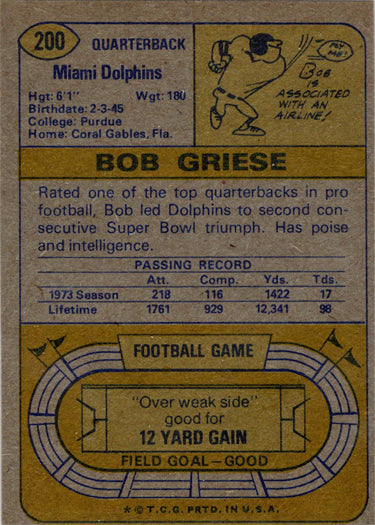 200
QUARTERBACK
Miami Dolphins
Hgt: 6'1" Wgt: 180
Birthdate: 2-3-45
College: Purdue
Home: Coral Gables, Fla.
FLY
ME!
BOB
IS
ASSOCIATED
WITH AN
AIRLINE!
BOB GRIESE
Rated one of the top quarterbacks in pro
football, Bob led Dolphins to second con-
secutive Super Bowl triumph. Has poise
and intelligence.
PASSING RECORD
Att. Comp. Yds. Tds.
1973 Season 218 116 1422 17
Lifetime 1761 929 12,341 98
FOOTBALL GAME
"Over weak side"
good for
12 YARD GAIN
FIELD GOAL—GOOD
* © T.C.G. PRTD. IN U.S.A.